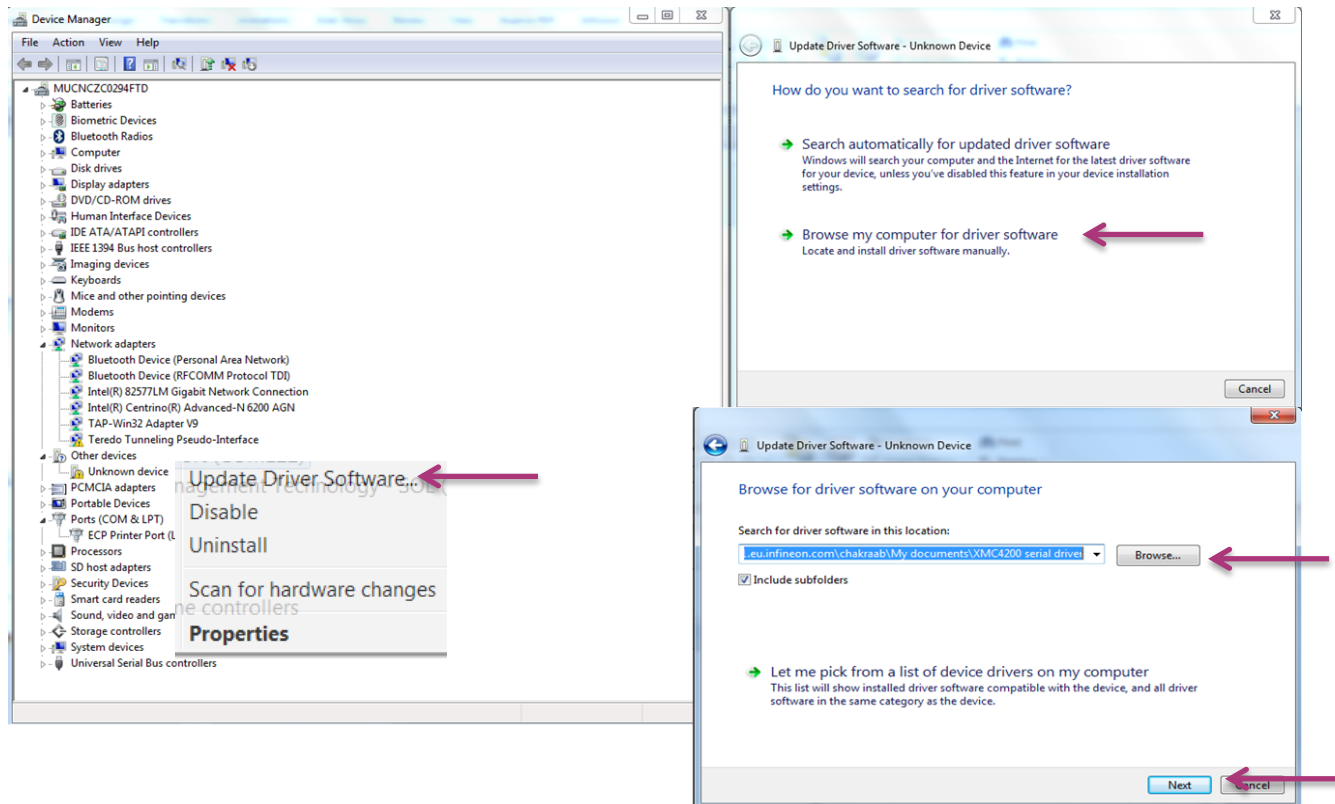 Device Manager
File Action View Help
MUCNCZC0294FTD
Batteries
Biometric Devices
Bluetooth Radios
Computer
Disk drives
Display adapters
DVD/CD-ROM drives
Human Interface Devices
IDE ATA/ATAPI controllers
IEEE 1394 Bus host controllers
Imaging devices
Keyboards
Mice and other pointing devices
Modems
Monitors
Network adapters
Bluetooth Device (Personal Area Network)
Bluetooth Device (RFCOMM Protocol TDI)
Intel(R) 82577LM Gigabit Network Connection
Intel(R) Centrino(R) Advanced-N 6200 AGN
TAP-Win32 Adapter V9
Teredo Tunneling Pseudo-Interface
Other devices
Unknown device
PCMCIA adapters
Portable Devices
Ports (COM & LPT)
ECP Printer Port (L
Processors
SD host adapters
Security Devices
Smart card readers
Sound, video and gam
Storage controllers
System devices
Universal Serial Bus controllers
Update Driver Software...
nagement Technology - SOL (
Disable
Uninstall
Scan for hardware changes
me controllers
Properties
Update Driver Software - Unknown Device
How do you want to search for driver software?
Search automatically for updated driver software
Windows will search your computer and the Internet for the latest driver software
for your device, unless you've disabled this feature in your device installation
settings.
Browse my computer for driver software
Locate and install driver software manually.
Cancel
Update Driver Software - Unknown Device
Browse for driver software on your computer
Search for driver software in this location:
.eu.infineon.com\chakraab\My documents\XMC4200 serial driver
Browse...
Include subfolders
Let me pick from a list of device drivers on my computer
This list will show installed driver software compatible with the device, and all driver
software in the same category as the device.
Next
Cancel